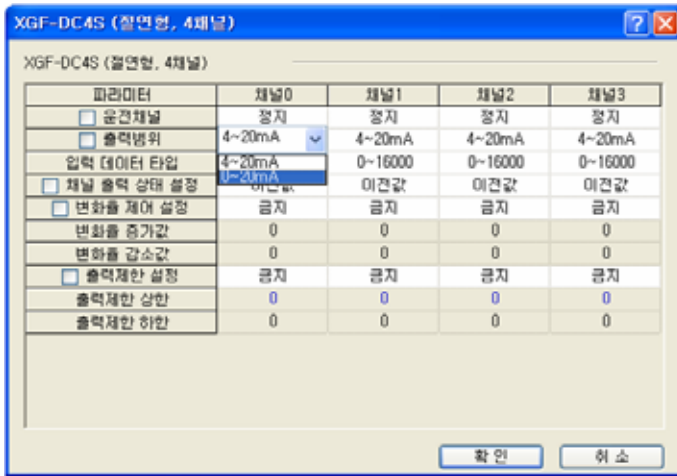 XGF-DC4S (절연형, 4채널)
XGF-DC4S (절연형, 4채널)
파라미터 채널0 채널1 채널2 채널3
운전채널 정지 정지 정지 정지
출력범위 4~20mA 4~20mA 4~20mA 4~20mA
입력 데이터 타입 4~20mA 0~16000 0~16000 0~16000
0~20mA
채널 출력 상태 설정 이전값 이전값 이전값 이전값
변화율 제어 설정 금지 금지 금지 금지
변화율 증가값 0 0 0 0
변화율 감소값 0 0 0 0
출력제한 설정 금지 금지 금지 금지
출력제한 상한 0 0 0 0
출력제한 하한 0 0 0 0
확인 취소